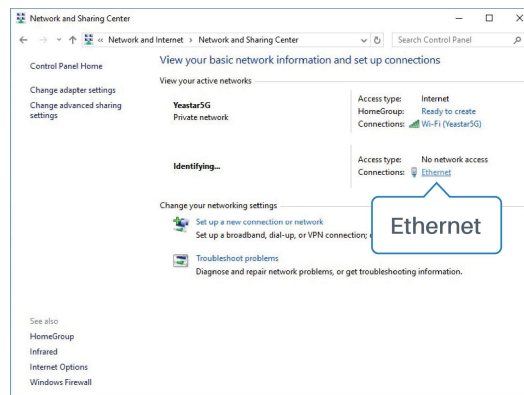 Network and Sharing Center
« Network and Internet › Network and Sharing Center
Search Control Panel
Control Panel Home
Change adapter settings
Change advanced sharing
settings
View your basic network information and set up connections
View your active networks
Yeastar5G
Private network
Access type: Internet
HomeGroup: Ready to create
Connections: Wi-Fi (Yeastar5G)
Identifying...
Access type: No network access
Connections: Ethernet
Ethernet
Change your networking settings
Set up a new connection or network
Set up a broadband, dial-up, or VPN connection;
Troubleshoot problems
Diagnose and repair network problems, or get troubleshooting information.
See also
HomeGroup
Infrared
Internet Options
Windows Firewall